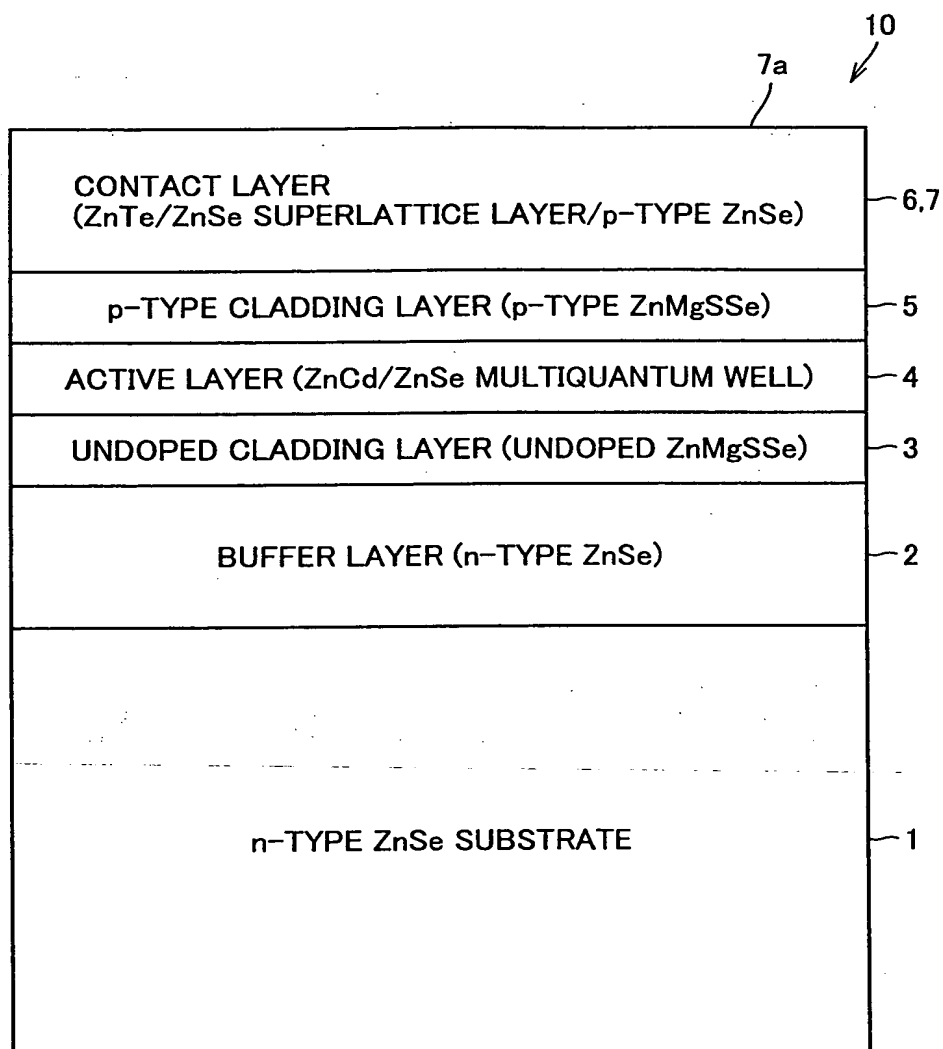 10
7a
CONTACT LAYER
(ZnTe/ZnSe SUPERLATTICE LAYER/p-TYPE ZnSe)
6,7
p-TYPE CLADDING LAYER (p-TYPE ZnMgSSe)
5
ACTIVE LAYER (ZnCd/ZnSe MULTIQUANTUM WELL)
4
UNDOPED CLADDING LAYER (UNDOPED ZnMgSSe)
3
BUFFER LAYER (n-TYPE ZnSe)
2
n-TYPE ZnSe SUBSTRATE
1